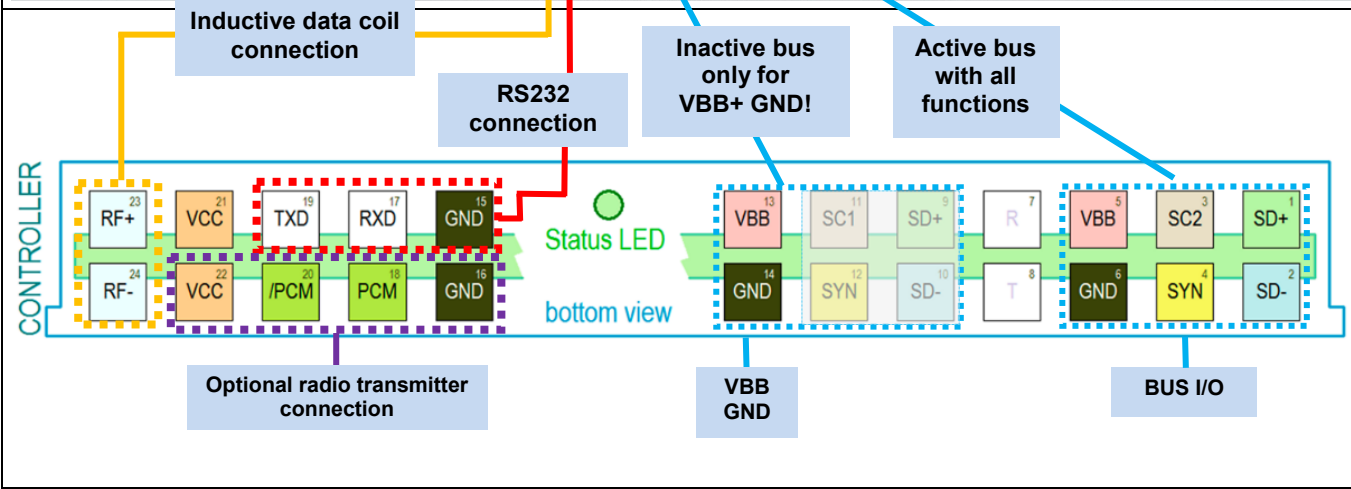 Inductive data coil
connection
Inactive bus
only for
VBB+ GND!
Active bus
with all
functions
RS232
connection
CONTROLLER
23
RF+
21
VCC
19
TXD
17
RXD
15
GND
Status LED
13
VBB
11
SC1
9
SD+
7
R
5
VBB
3
SC2
1
SD+
24
RF-
22
VCC
20
/PCM
18
PCM
16
GND
bottom view
14
GND
12
SYN
10
SD-
8
T
6
GND
4
SYN
2
SD-
Optional radio transmitter
connection
VBB
GND
BUS I/O